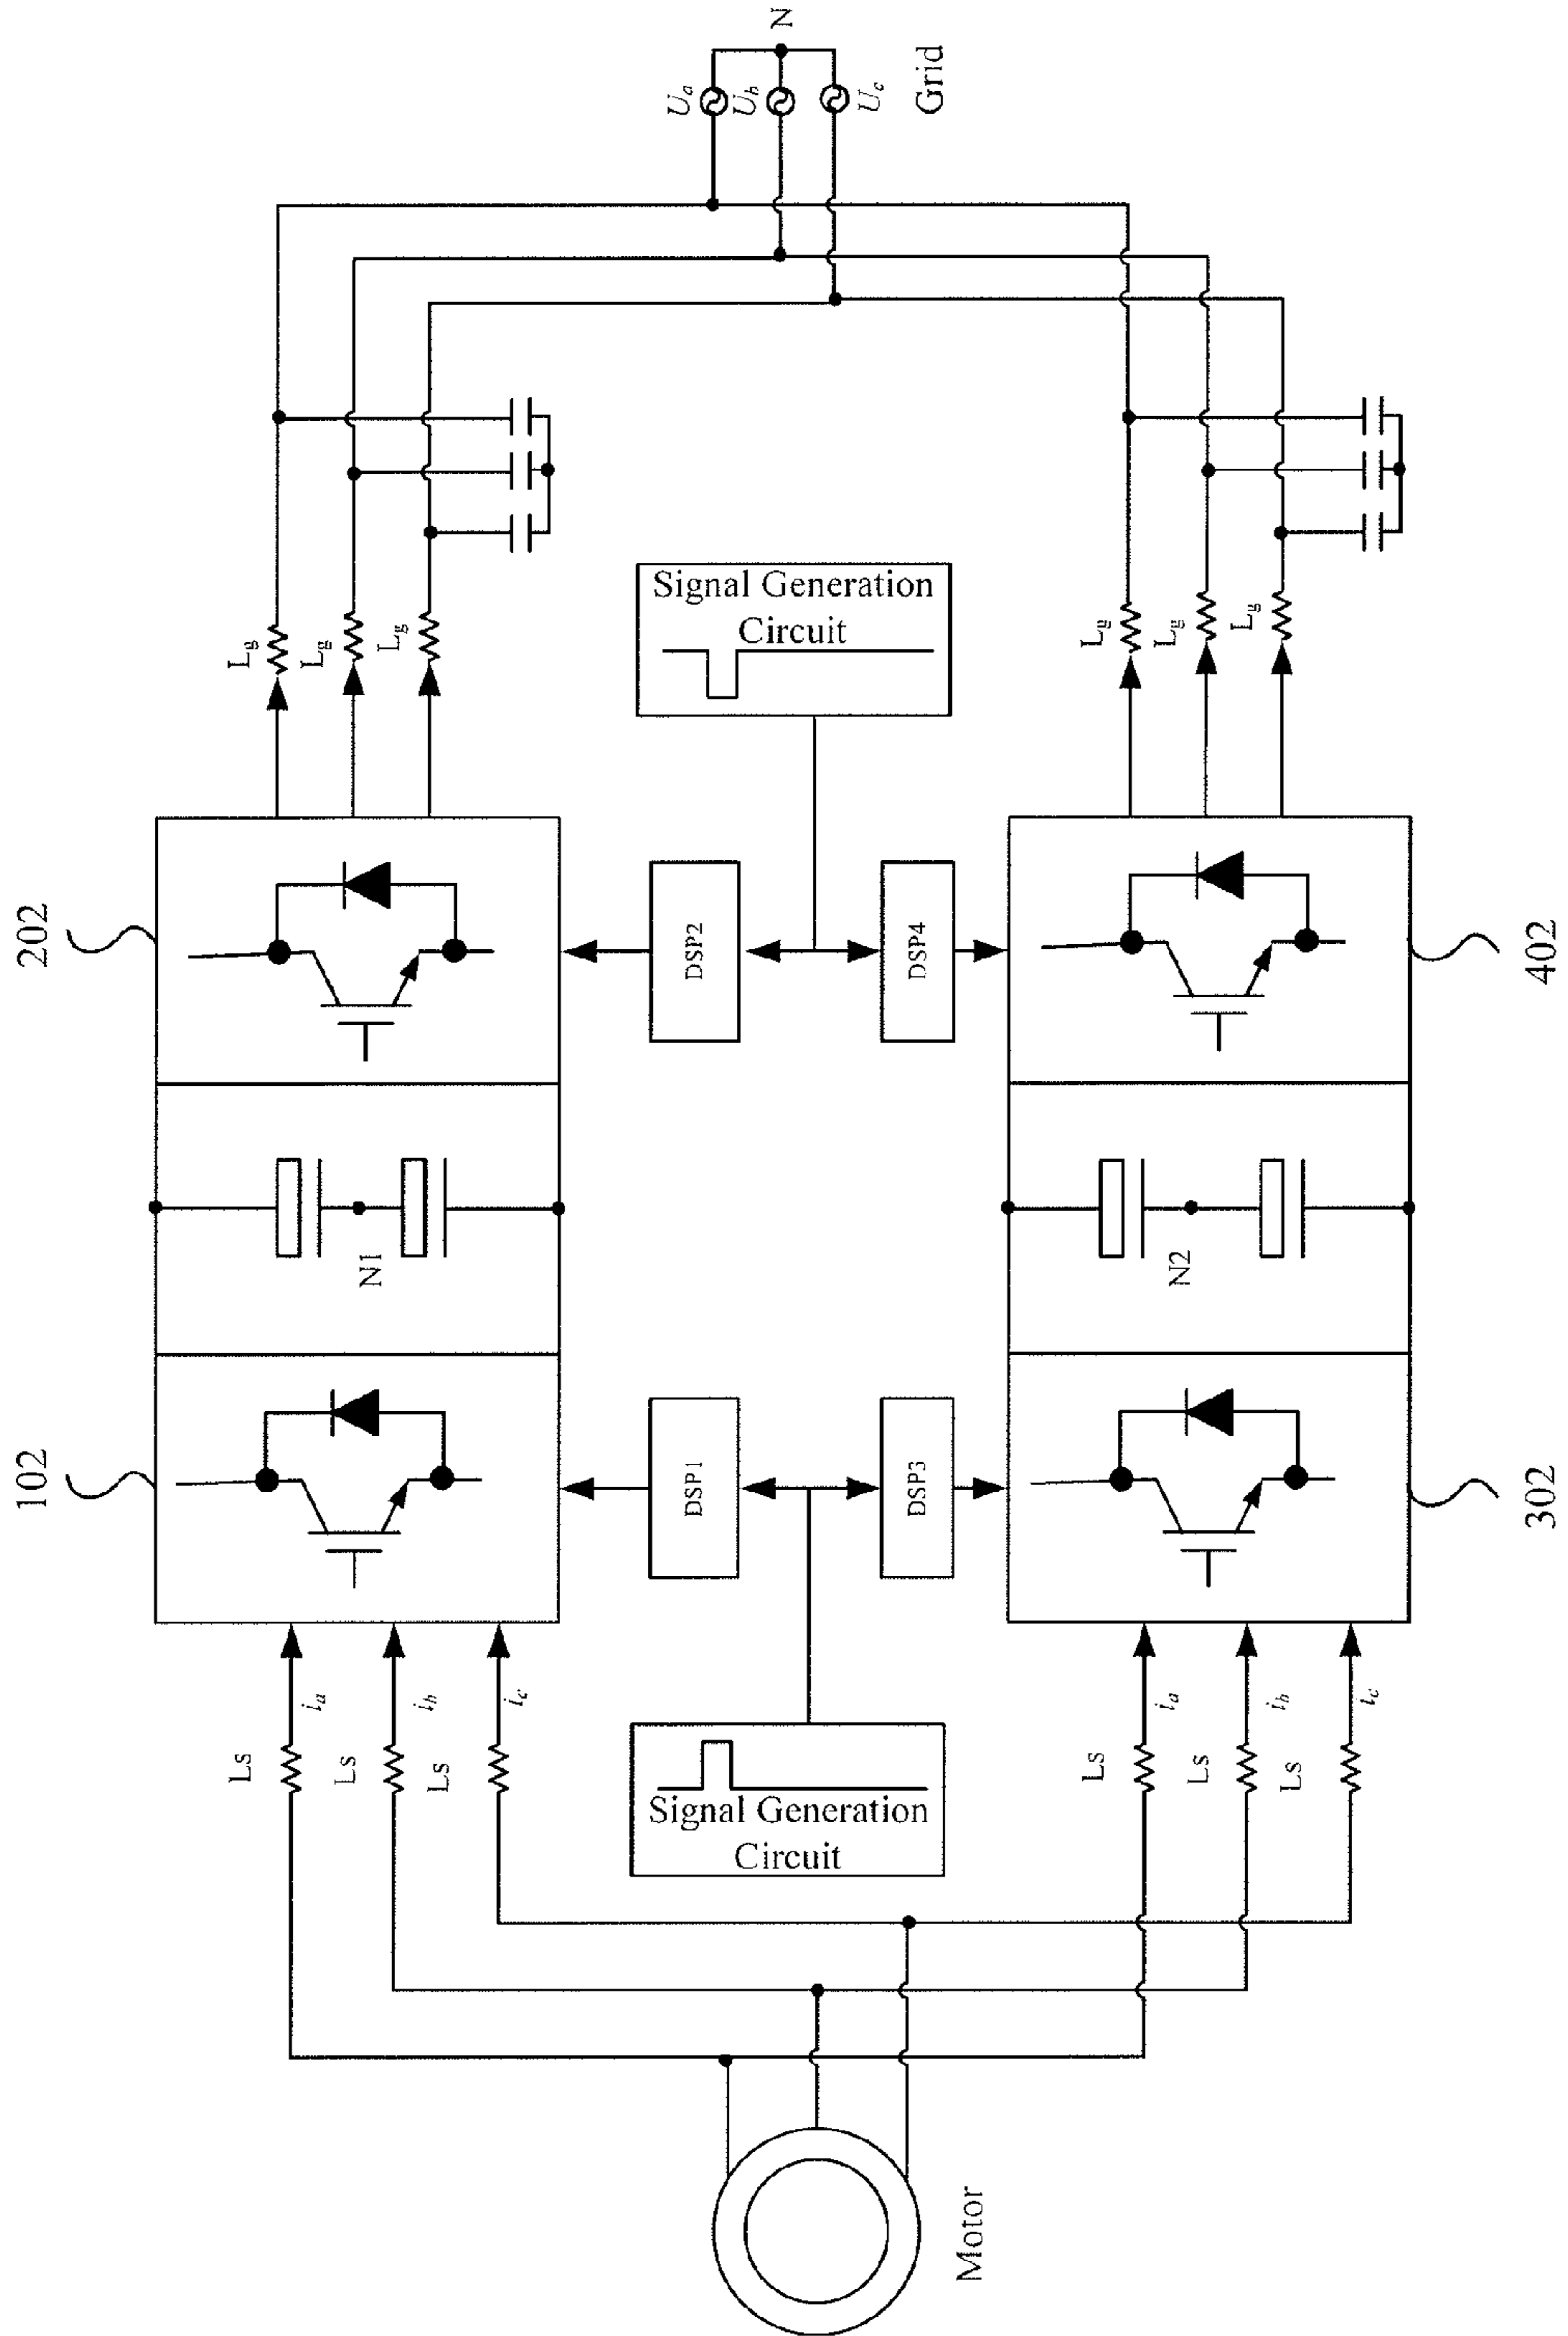 102
202
Ls
Ls
Ls
ia
ib
ic
N1
Lg
Lg
Lg
Signal Generation
Circuit
DSP1
DSP3
DSP2
DSP4
Signal Generation
Circuit
Motor
Ua
Ub
Uc
N
Grid
Ls
Ls
Ls
ia
ib
ic
N2
Lg
Lg
Lg
302
402